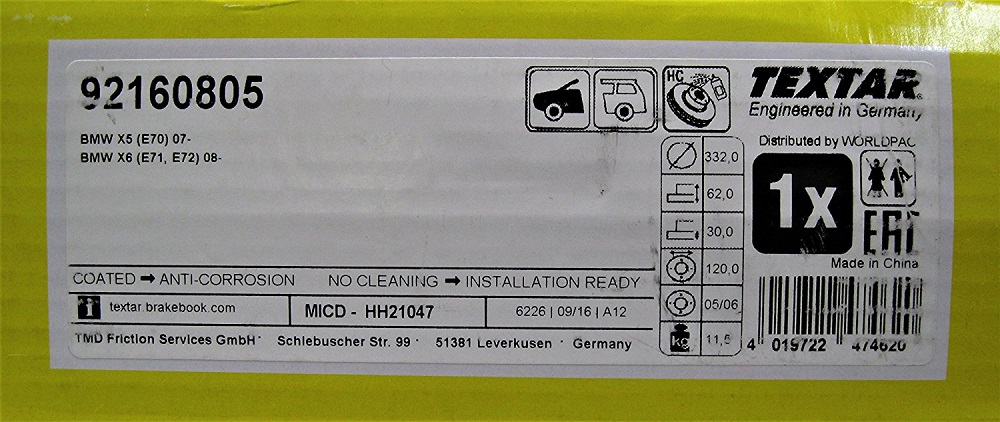 92160805
BMW X5 (E70) 07-
BMW X6 (E71, E72) 08-
HC
TEXTAR
Engineered in Germany
Distributed by WORLDPAC
1x
EAC
Made in China
332,0
62,0
30,0
120,0
05/06
kg 11,5
COATED → ANTI-CORROSION NO CLEANING → INSTALLATION READY
i textar.brakebook.com
MICD - HH21047
6226 | 09/16 | A12
TMD Friction Services GmbH · Schlebuscher Str. 99 · 51381 Leverkusen · Germany
4 019722 474620